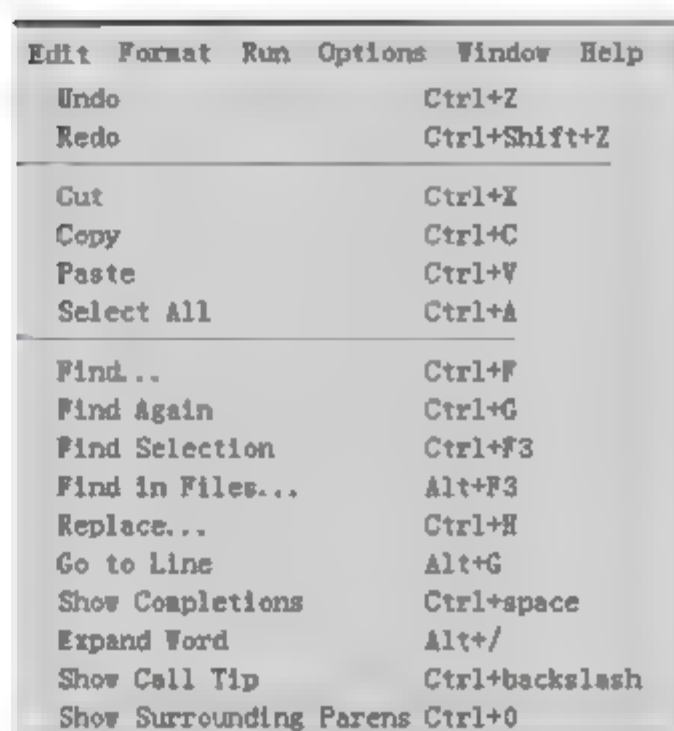 Edit Format Run Options Window Help
Undo Ctrl+Z
Redo Ctrl+Shift+Z
Cut Ctrl+X
Copy Ctrl+C
Paste Ctrl+V
Select All Ctrl+A
Find... Ctrl+F
Find Again Ctrl+G
Find Selection Ctrl+F3
Find in Files... Alt+F3
Replace... Ctrl+H
Go to Line Alt+G
Show Completions Ctrl+space
Expand Word Alt+/
Show Call Tip Ctrl+backslash
Show Surrounding Parens Ctrl+0